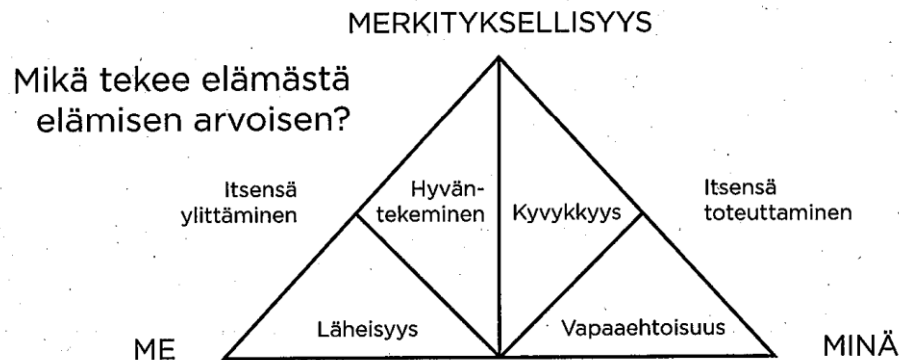 MERKITYKSELLISYYS
Mikä tekee elämästä
elämisen arvoisen?
Itsensä
ylittäminen
Hyvän-
tekeminen
Kyvykkyys
Itsensä
toteuttaminen
Läheisyys
Vapaaehtoisuus
ME
MINÄ